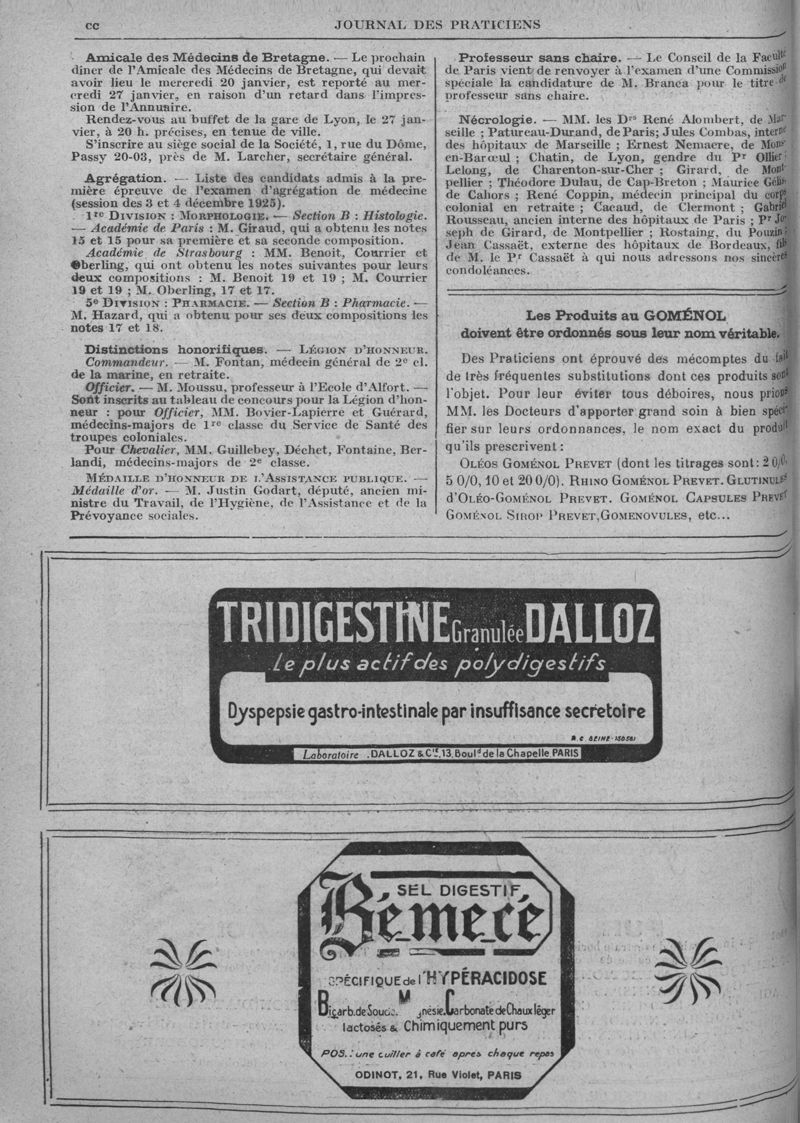 cc
JOURNAL DES PRATICIENS
Amicale des Médecins de Bretagne. — Le prochain
dîner de l'Amicale des Médecins de Bretagne, qui devait
avoir lieu le mercredi 20 janvier, est reporté au mer-
credi 27 janvier, en raison d'un retard dans l'impres-
sion de l'Annuaire.
Rendez-vous au buffet de la gare de Lyon, le 27 jan-
vier, à 20 h. précises, en tenue de ville.
S'inscrire au siège social de la Société, 1, rue du Dôme,
Passy 20-03, près de M. Larcher, secrétaire général.
Agrégation. — Liste des candidats admis à la pre-
mière épreuve de l'examen d'agrégation de médecine
(session des 3 et 4 décembre 1925).
1re Division : Morphologie. — Section B : Histologie.
— Académie de Paris : M. Giraud, qui a obtenu les notes
15 et 15 pour sa première et sa seconde composition.
Académie de Strasbourg : MM. Benoit, Courrier et
Oberling, qui ont obtenu les notes suivantes pour leurs
deux compositions : M. Benoit 19 et 19 ; M. Courrier
19 et 19 ; M. Oberling, 17 et 17.
5e Division : Pharmacie. — Section B : Pharmacie. —
M. Hazard, qui a obtenu pour ses deux compositions les
notes 17 et 18.
Distinctions honorifiques. — Légion d'honneur.
Commandeur. — M. Fontan, médecin général de 2e cl.
de la marine, en retraite.
Officier. — M. Moussu, professeur à l'Ecole d'Alfort. —
Sont inscrits au tableau de concours pour la Légion d'hon-
neur : pour Officier, MM. Bovier-Lapierre et Guérard,
médecins-majors de 1re classe du Service de Santé des
troupes coloniales.
Pour Chevalier, MM. Guillebey, Déchet, Fontaine, Ber-
landi, médecins-majors de 2e classe.
Médaille d'honneur de l'Assistance publique. —
Médaille d'or. — M. Justin Godart, député, ancien mi-
nistre du Travail, de l'Hygiène, de l'Assistance et de la
Prévoyance sociales.
Professeur sans chaire. — Le Conseil de la Faculté
de Paris vient de renvoyer à l'examen d'une Commission
spéciale la candidature de M. Branca pour le titre de
professeur sans chaire.
Nécrologie. — MM. les Drs René Alombert, de Mar-
seille ; Patureau-Durand, de Paris; Jules Combas, interne
des hôpitaux de Marseille ; Ernest Nemaere, de Mons-
en-Barœul ; Chatin, de Lyon, gendre du Pr Ollier ;
Lelong, de Charenton-sur-Cher ; Girard, de Mont-
pellier ; Théodore Dulau, de Cap-Breton ; Maurice
de Cahors ; René Coppin, médecin principal du corps
colonial en retraite ; Cacaud, de Clermont ; Gabriel
Rousseau, ancien interne des hôpitaux de Paris ; Pr Jo-
seph de Girard, de Montpellier ; Rostaing, du Pouzin ;
Jean Cassaët, externe des hôpitaux de Bordeaux, fils
de M. le Pr Cassaët à qui nous adressons nos sincères
condoléances.
Les Produits au GOMÉNOL
doivent être ordonnés sous leur nom véritable.
Des Praticiens ont éprouvé des mécomptes du fait
de très fréquentes substitutions dont ces produits sont
l'objet. Pour leur éviter tous déboires, nous prions
MM. les Docteurs d'apporter grand soin à bien spéci-
fier sur leurs ordonnances, le nom exact du produit
qu'ils prescrivent :
Oléos Goménol Prevet (dont les titrages sont: 2 0/0,
5 0/0, 10 et 20 0/0). Rhino Goménol Prevet. Glutinules
d'Oléo-Goménol Prevet. Goménol Capsules Prevet
Goménol Sirop Prevet, Gomenovules, etc...
TRIDIGESTINE Granulée DALLOZ
Le plus actif des polydigestifs
Dyspepsie gastro-intestinale par insuffisance secretoire
R. C. SEINE
Laboratoire .DALLOZ & Cie, 13, Bould de la Chapelle PARIS
SEL DIGESTIF,
Bémecé
SPÉCIFIQUE de l'HYPÉRACIDOSE
Bicarb. de Soude. M gnésie. Carbonate de Chaux léger
lactosés & Chimiquement purs
POS.: une cuiller à café après chaque repas
ODINOT, 21, Rue Violet, PARIS